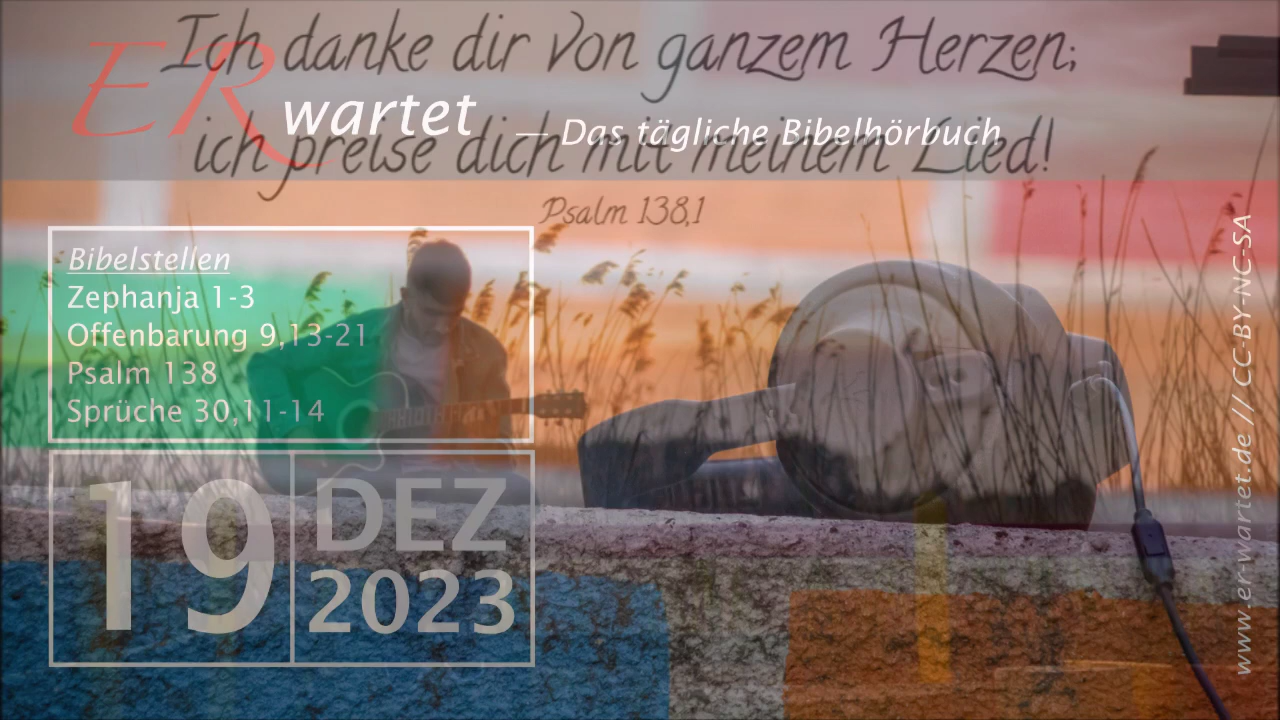 Ich danke dir von ganzem Herzen;
ERwartet — Das tägliche Bibelhörbuch
ich preise dich mit meinem Lied!
Psalm 138,1
Bibelstellen
Zephanja 1-3
Offenbarung 9,13-21
Psalm 138
Sprüche 30,11-14
19
DEZ
2023
www.er-wartet.de // CC-BY-NC-SA